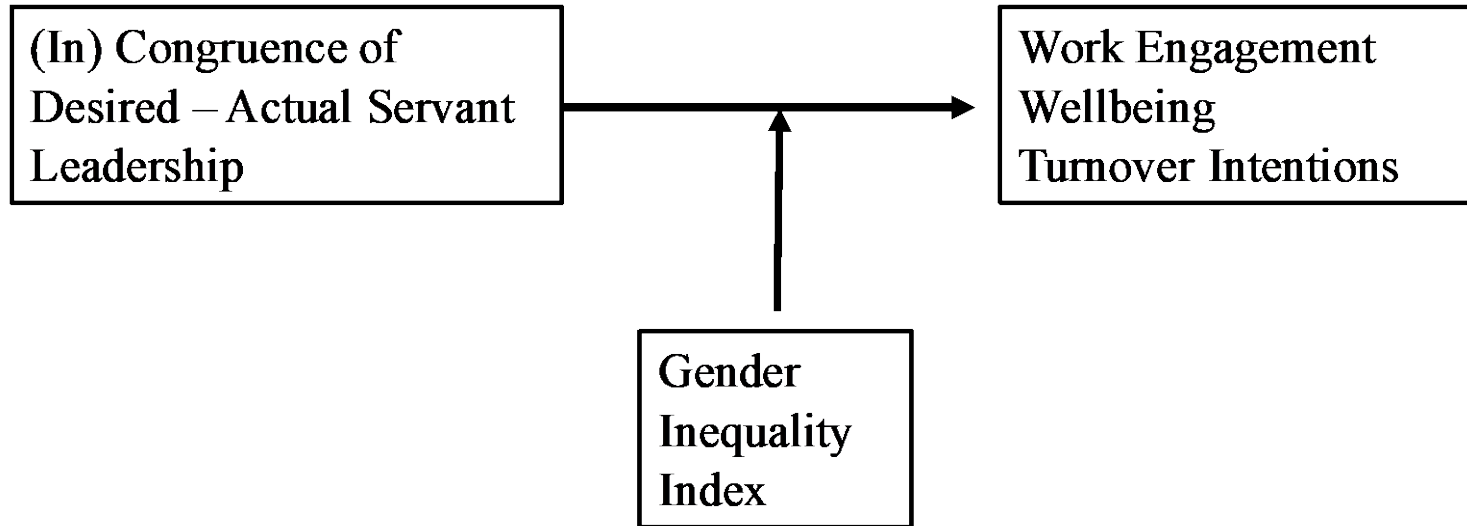 (In) Congruence of
Desired – Actual Servant
Leadership
Work Engagement
Wellbeing
Turnover Intentions
Gender
Inequality
Index